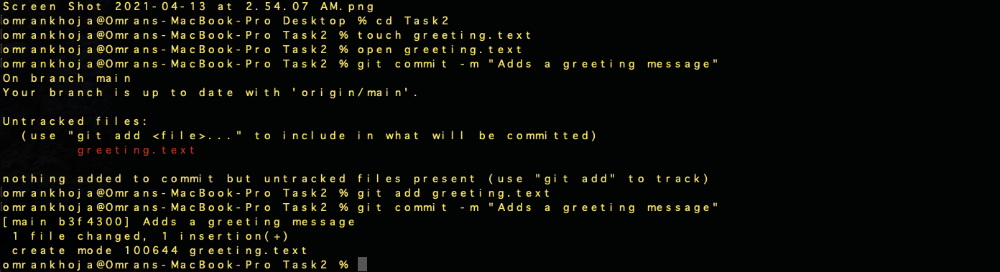 Screen Shot 2021-04-13 at 2.54.07 AM.png
[omrankhoja@Omrans-MacBook-Pro Desktop % cd Task2
[omrankhoja@Omrans-MacBook-Pro Task2 % touch greeting.text
[omrankhoja@Omrans-MacBook-Pro Task2 % open greeting.text
[omrankhoja@Omrans-MacBook-Pro Task2 % git commit -m "Adds a greeting message"
On branch main
Your branch is up to date with 'origin/main'.
Untracked files:
  (use "git add <file>..." to include in what will be committed)
        greeting.text
nothing added to commit but untracked files present (use "git add" to track)
[omrankhoja@Omrans-MacBook-Pro Task2 % git add greeting.text
[omrankhoja@Omrans-MacBook-Pro Task2 % git commit -m "Adds a greeting message"
[main b3f4300] Adds a greeting message
 1 file changed, 1 insertion(+)
 create mode 100644 greeting.text
omrankhoja@Omrans-MacBook-Pro Task2 %